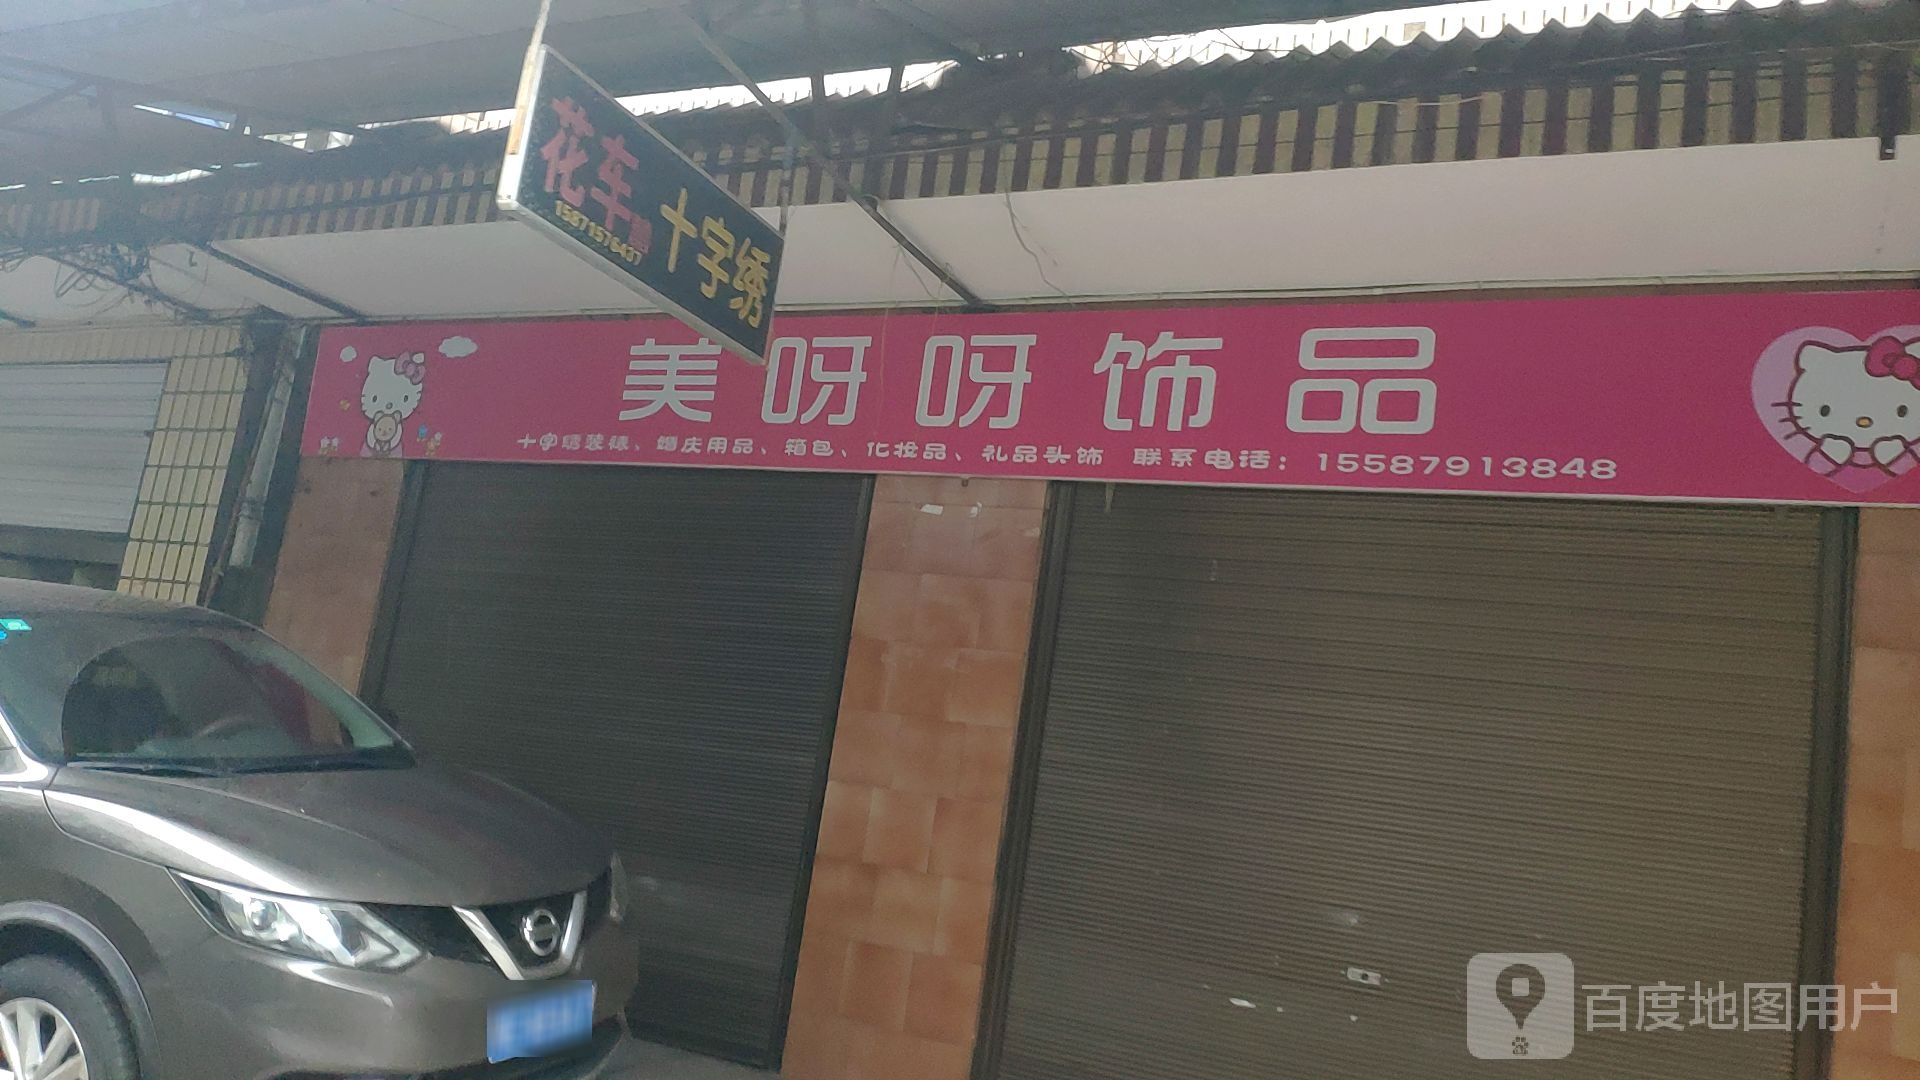 花车
十字绣
15871576437
美呀呀饰品
十字绣装裱、婚庆用品、箱包、化妆品、礼品头饰 联系电话：15587913848
百度地图用户